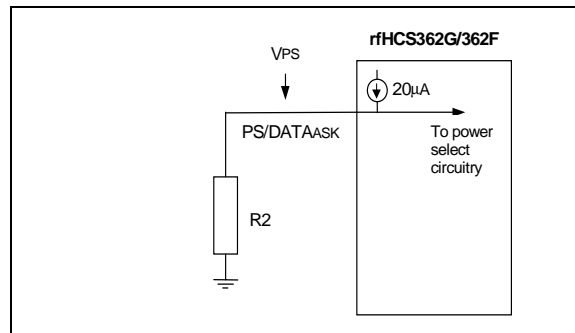 rfHCS362G/362F
VPS
20µA
PS/DATAASK
To power
select
circuitry
R2